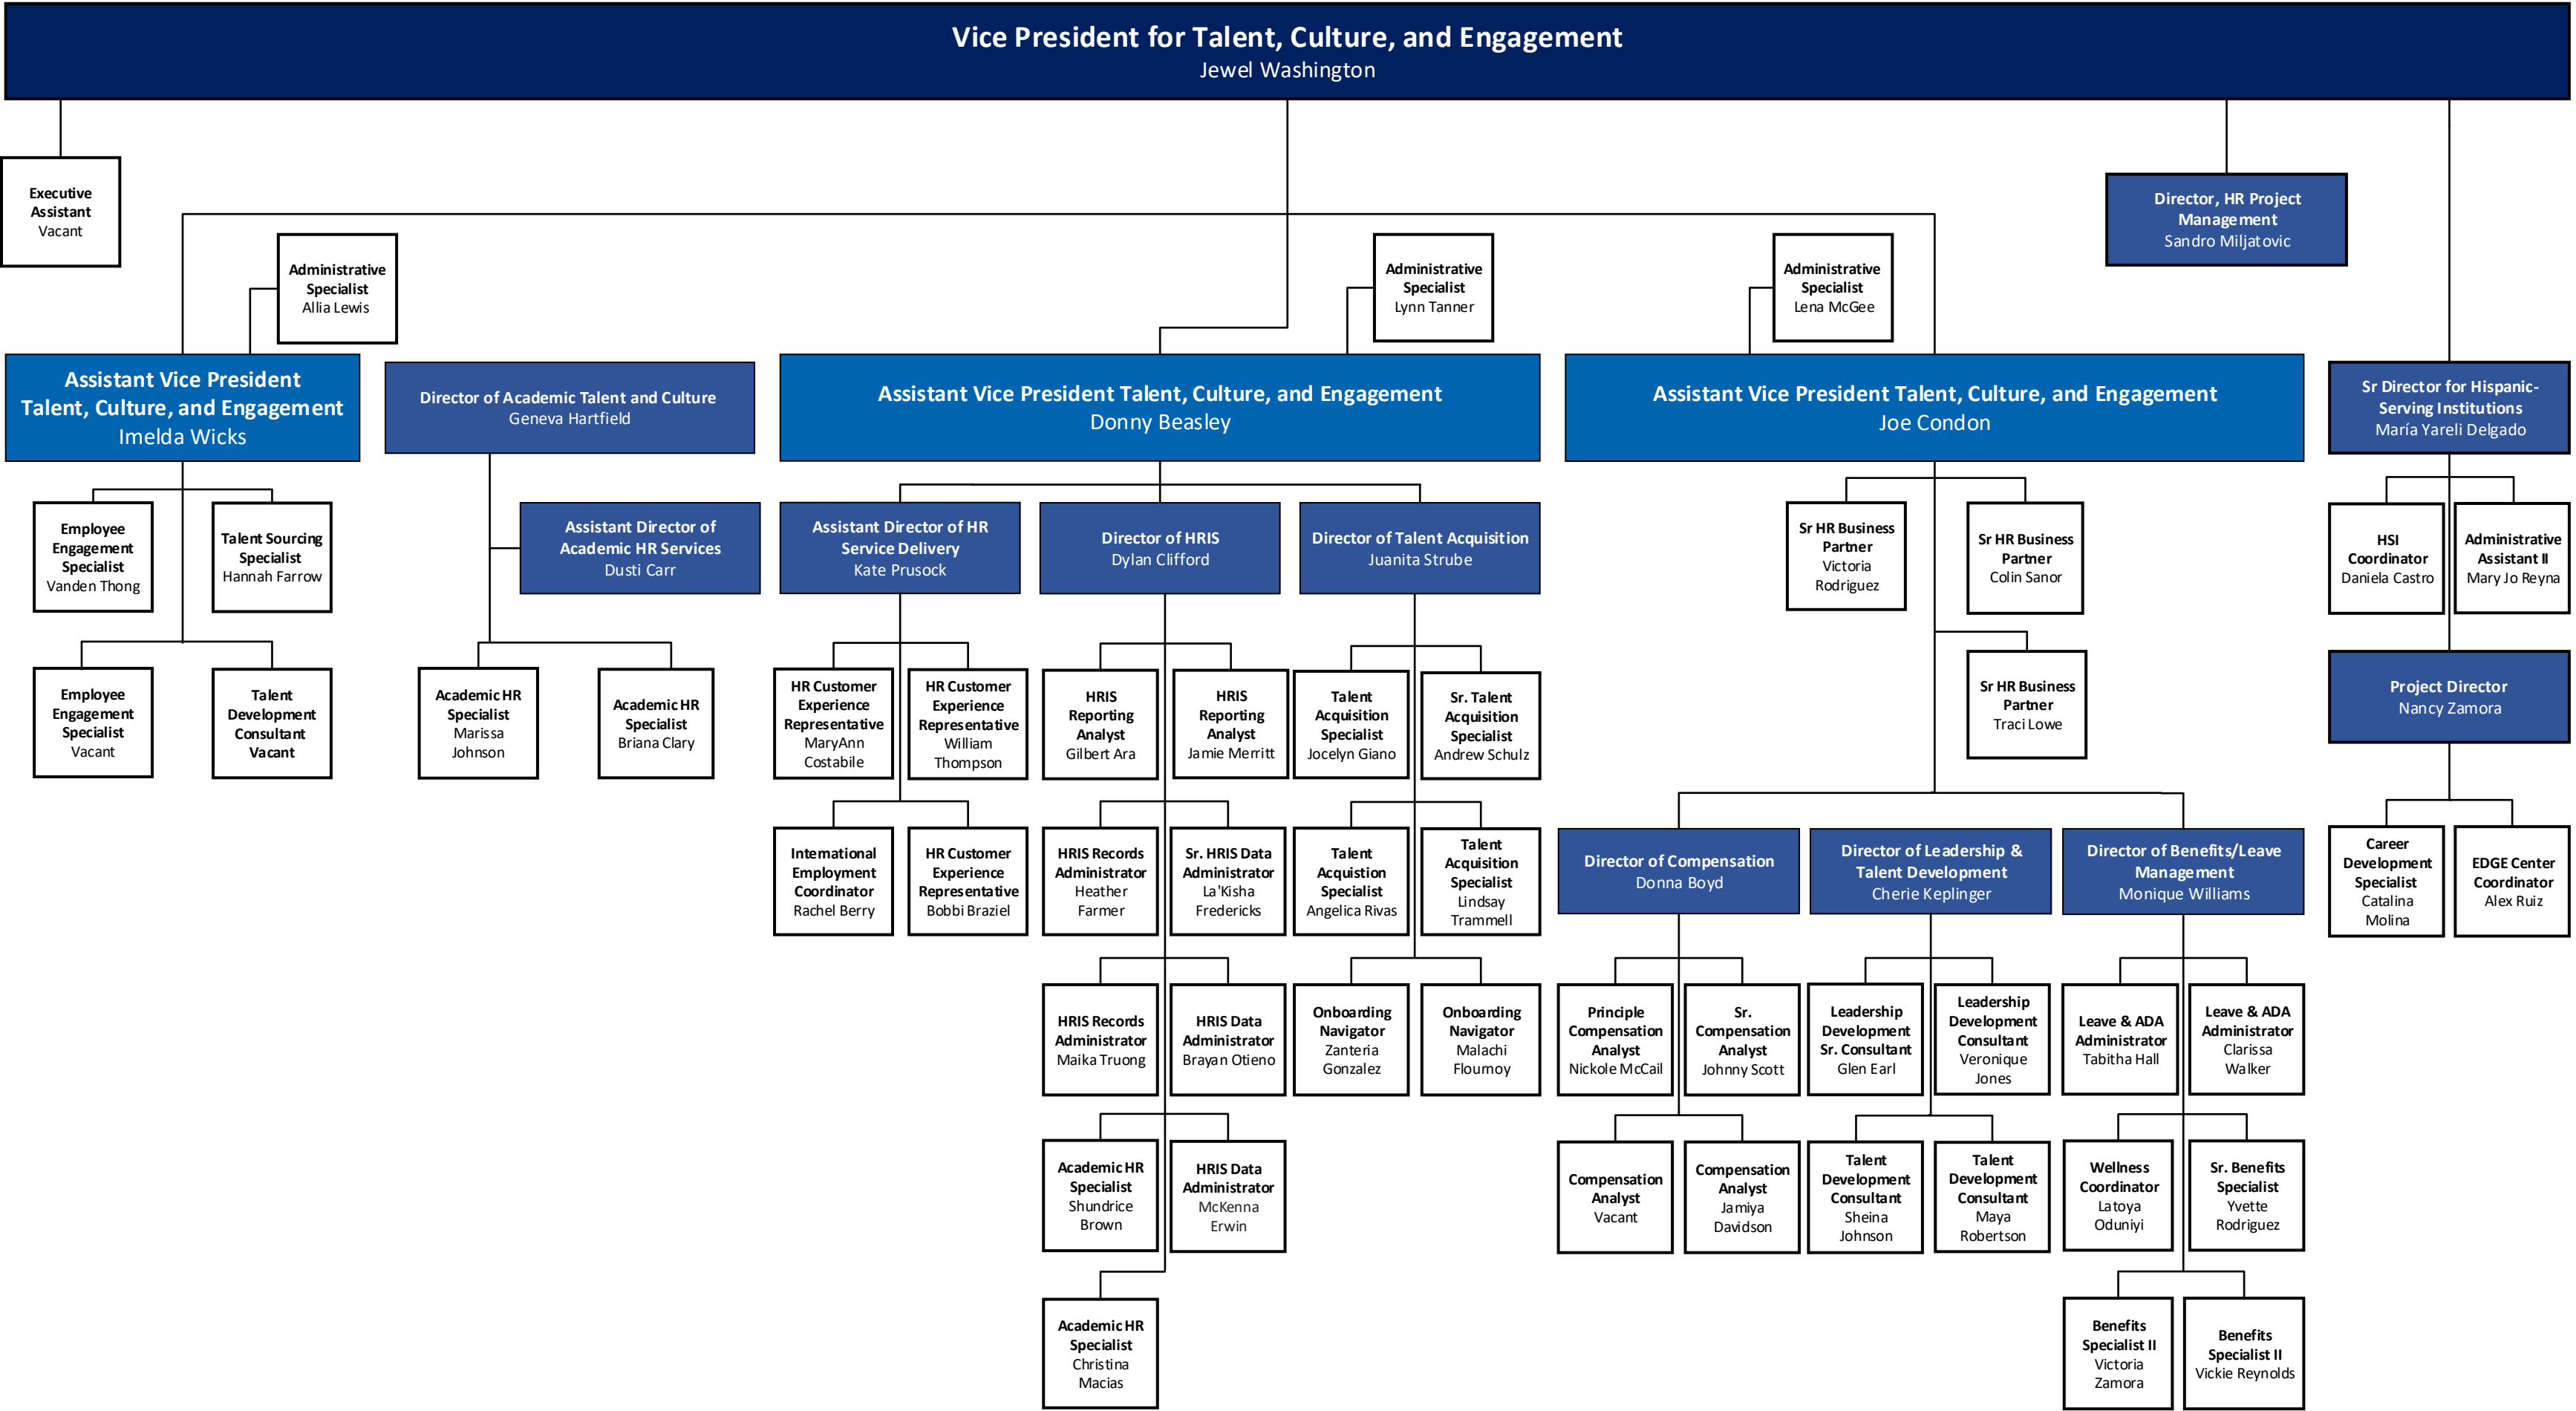 Vice President for Talent, Culture, and Engagement
Jewel Washington
Executive
Assistant
Vacant
Director, HR Project
Management
Sandro Miljatovic
Administrative
Specialist
Allia Lewis
Administrative
Specialist
Lynn Tanner
Administrative
Specialist
Lena McGee
Assistant Vice President
Talent, Culture, and Engagement
Imelda Wicks
Director of Academic Talent and Culture
Geneva Hartfield
Assistant Vice President Talent, Culture, and Engagement
Donny Beasley
Assistant Vice President Talent, Culture, and Engagement
Joe Condon
Sr Director for Hispanic-
Serving Institutions
María Yareli Delgado
Employee
Engagement
Specialist
Vanden Thong
Talent Sourcing
Specialist
Hannah Farrow
Assistant Director of
Academic HR Services
Dusti Carr
Assistant Director of HR
Service Delivery
Kate Prusock
Director of HRIS
Dylan Clifford
Director of Talent Acquisition
Juanita Strube
Sr HR Business
Partner
Victoria
Rodriguez
Sr HR Business
Partner
Colin Sanor
HSI
Coordinator
Daniela Castro
Administrative
Assistant II
Mary Jo Reyna
Employee
Engagement
Specialist
Vacant
Talent
Development
Consultant
Vacant
Academic HR
Specialist
Marissa
Johnson
Academic HR
Specialist
Briana Clary
HR Customer
Experience
Representative
MaryAnn
Costabile
HR Customer
Experience
Representative
William
Thompson
HRIS
Reporting
Analyst
Gilbert Ara
HRIS
Reporting
Analyst
Jamie Merritt
Talent
Acquisition
Specialist
Jocelyn Giano
Sr. Talent
Acquisition
Specialist
Andrew Schulz
Sr HR Business
Partner
Traci Lowe
Project Director
Nancy Zamora
International
Employment
Coordinator
Rachel Berry
HR Customer
Experience
Representative
Bobbi Braziel
HRIS Records
Administrator
Heather
Farmer
Sr. HRIS Data
Administrator
La'Kisha
Fredericks
Talent
Acquistion
Specialist
Angelica Rivas
Talent
Acquisition
Specialist
Lindsay
Trammell
Director of Compensation
Donna Boyd
Director of Leadership &
Talent Development
Cherie Keplinger
Director of Benefits/Leave
Management
Monique Williams
Career
Development
Specialist
Catalina
Molina
EDGE Center
Coordinator
Alex Ruiz
HRIS Records
Administrator
Maika Truong
HRIS Data
Administrator
Brayan Otieno
Onboarding
Navigator
Zanteria
Gonzalez
Onboarding
Navigator
Malachi
Flournoy
Principle
Compensation
Analyst
Nickole McCail
Sr.
Compensation
Analyst
Johnny Scott
Leadership
Development
Sr. Consultant
Glen Earl
Leadership
Development
Consultant
Veronique
Jones
Leave & ADA
Administrator
Tabitha Hall
Leave & ADA
Administrator
Clarissa
Walker
Academic HR
Specialist
Shundrice
Brown
HRIS Data
Administrator
McKenna
Erwin
Compensation
Analyst
Vacant
Compensation
Analyst
Jamiya
Davidson
Talent
Development
Consultant
Sheina
Johnson
Talent
Development
Consultant
Maya
Robertson
Wellness
Coordinator
Latoya
Oduniyi
Sr. Benefits
Specialist
Yvette
Rodriguez
Academic HR
Specialist
Christina
Macias
Benefits
Specialist II
Victoria
Zamora
Benefits
Specialist II
Vickie Reynolds